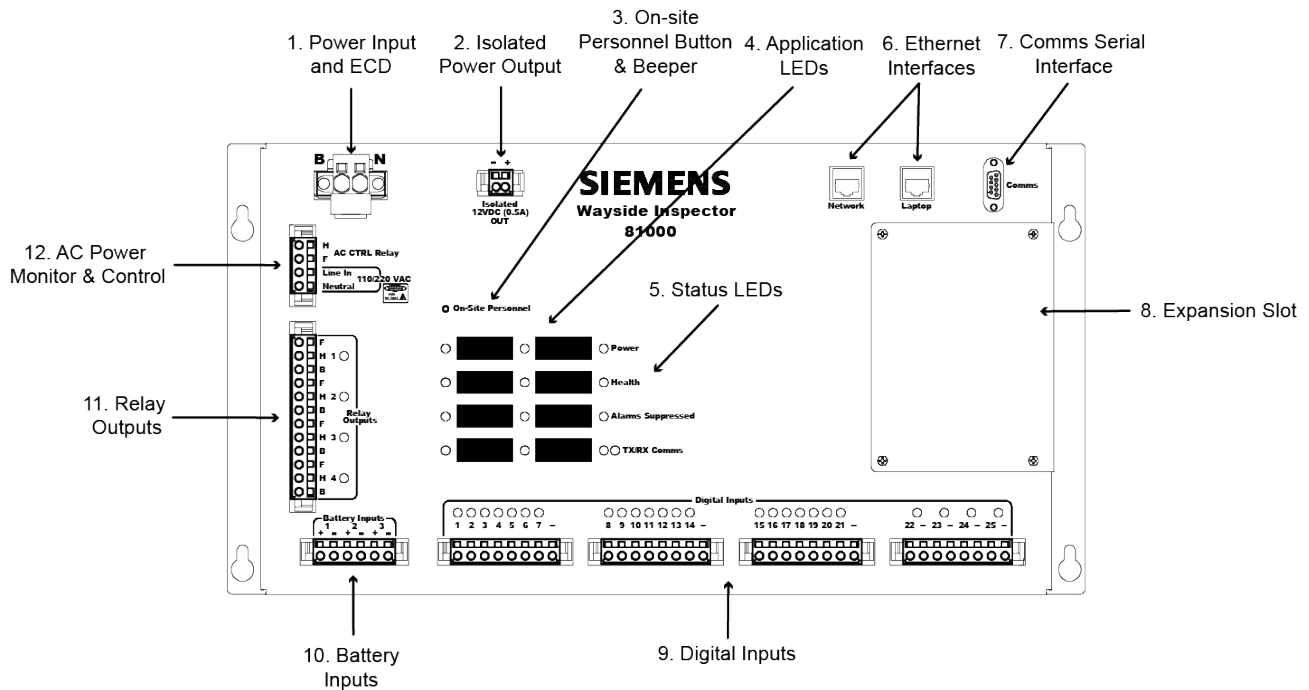 1. Power Input
and ECD
2. Isolated
Power Output
3. On-site
Personnel Button
& Beeper
4. Application
LEDs
6. Ethernet
Interfaces
7. Comms Serial
Interface
B N
- +
Isolated
12VDC (0.5A)
OUT
SIEMENS
Wayside Inspector
81000
Network
Laptop
Comms
12. AC Power
Monitor & Control
H
F
AC CTRL Relay
Line In
Neutral
110/220 VAC
5. Status LEDs
8. Expansion Slot
On-Site Personnel
Power
Health
Alarms Suppressed
TX/RX Comms
11. Relay
Outputs
F
H 1
B
F
H 2
B
Relay
Outputs
F
H 3
B
F
H 4
B
Battery Inputs
1 2 3
+ - + - + -
Digital Inputs
1 2 3 4 5 6 7 -
8 9 10 11 12 13 14 -
15 16 17 18 19 20 21 -
22 - 23 - 24 - 25 -
10. Battery
Inputs
9. Digital Inputs